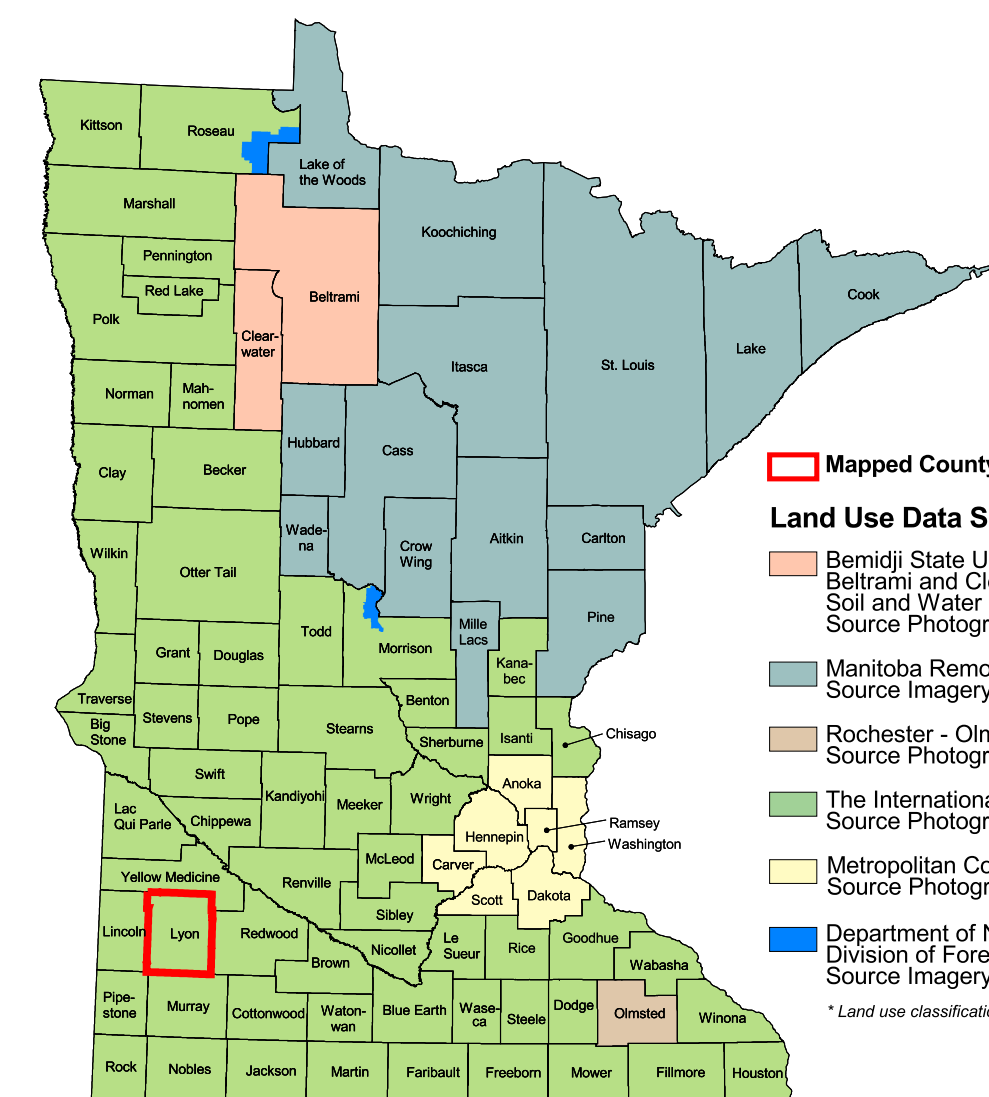 Kittson
Roseau
Lake of
the Woods
Marshall
Koochiching
Pennington
Red Lake
Beltrami
Cook
Polk
Clear-
water
Lake
Itasca
St. Louis
Norman
Mah-
nomen
Hubbard
Cass
Clay
Becker
Mapped County
Land Use Data S
Wade-
na
Aitkin
Carlton
Crow
Wing
Wilkin
Otter Tail
Bemidji State U
Beltrami and Cl
Soil and Water
Source Photogr
Mille
Lacs
Pine
Todd
Morrison
Grant
Douglas
Kana-
bec
Manitoba Remo
Source Imagery
Traverse
Benton
Big
Stone
Stevens
Pope
Stearns
Sherburne
Isanti
Chisago
Rochester - Olm
Source Photogr
Swift
Anoka
Kandiyohi
Meeker
Wright
The Internationa
Source Photogr
Lac
Qui Parle
Chippewa
Hennepin
Ramsey
Washington
McLeod
Carver
Metropolitan Co
Source Photogr
Yellow Medicine
Renville
Scott
Dakota
Sibley
Lincoln
Lyon
Redwood
Nicollet
Le
Sueur
Rice
Goodhue
Department of N
Division of Fore
Source Imagery
Brown
Wabasha
Pipe-
stone
Murray
Cottonwood
Waton-
wan
Blue Earth
Wase-
ca
Steele
Dodge
Olmsted
Winona
* Land use classificatio
Rock
Nobles
Jackson
Martin
Faribault
Freeborn
Mower
Fillmore
Houston